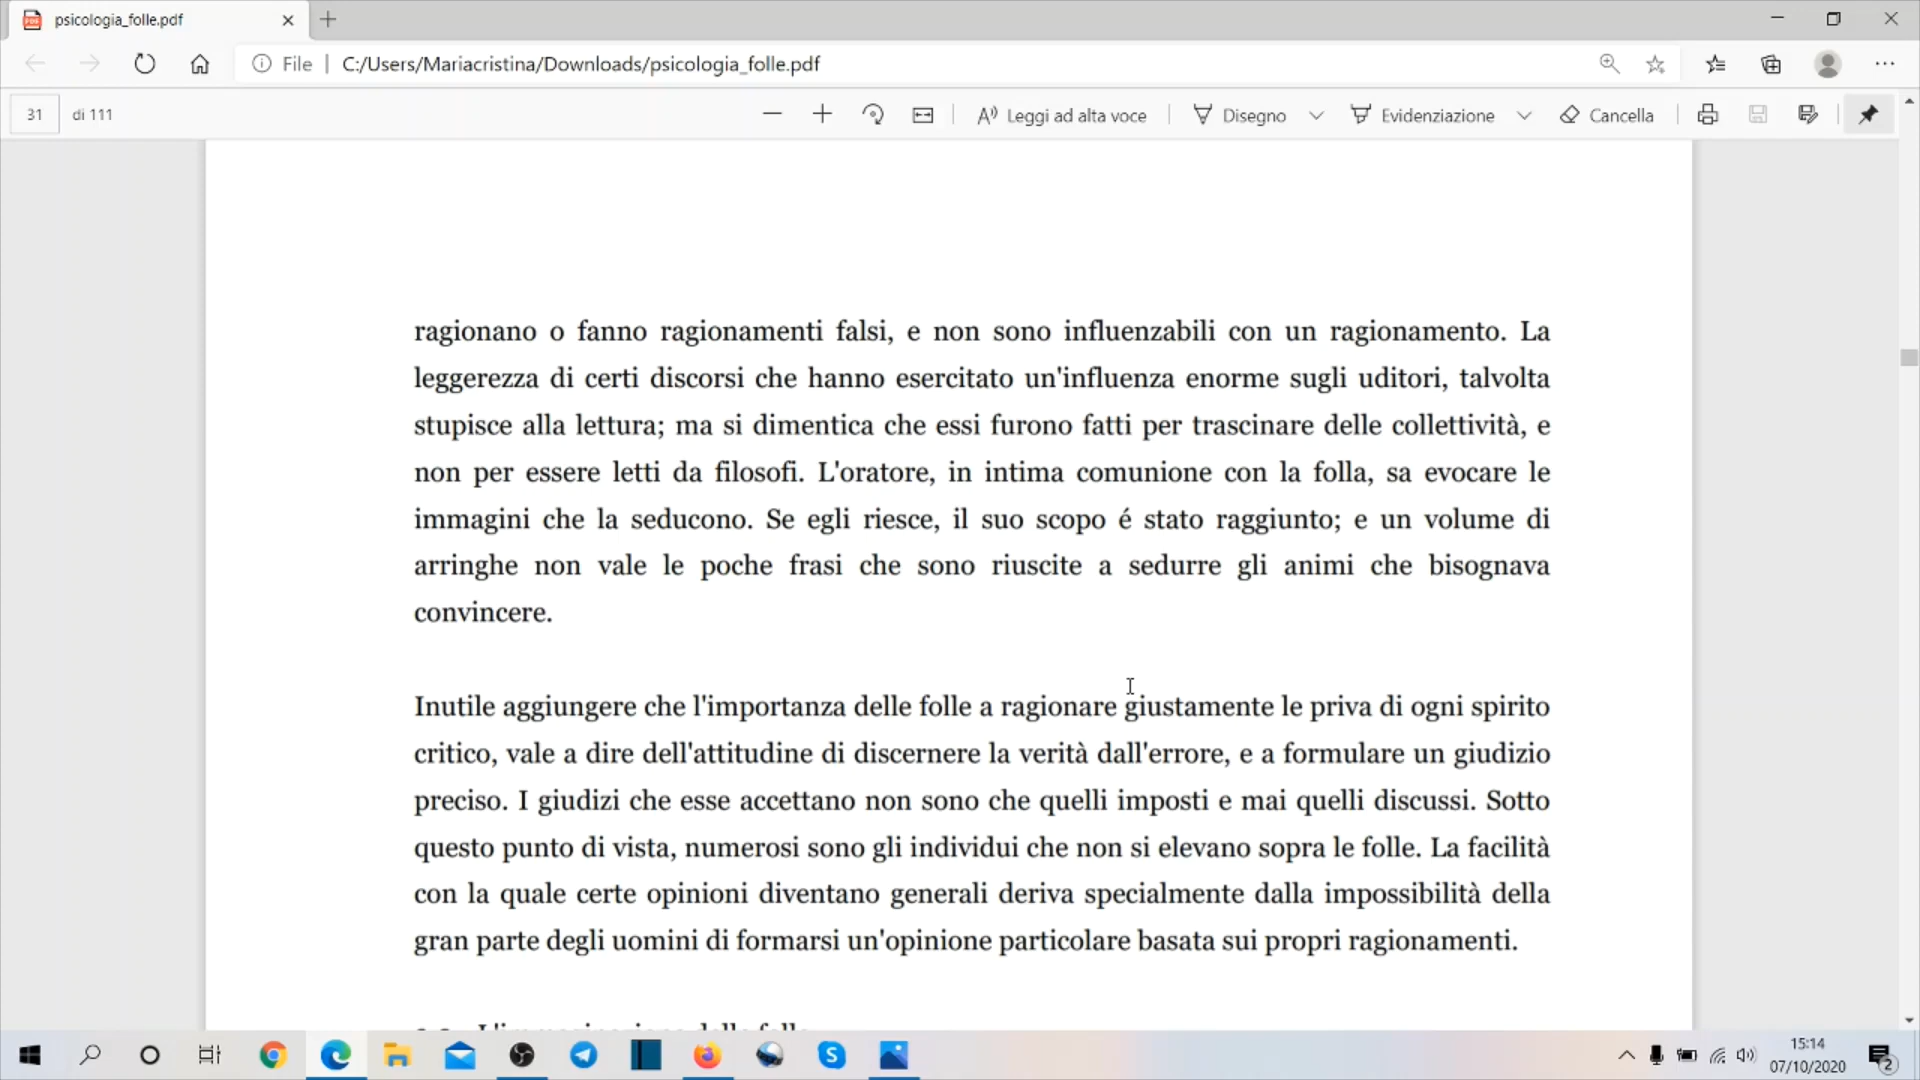 psicologia_folle.pdf
File
C:/Users/Mariacristina/Downloads/psicologia_folle.pdf
31 di 111
Leggi ad alta voce
Disegno
Evidenziazione
Cancella
ragionano o fanno ragionamenti falsi, e non sono influenzabili con un ragionamento. La
leggerezza di certi discorsi che hanno esercitato un'influenza enorme sugli uditori, talvolta
stupisce alla lettura; ma si dimentica che essi furono fatti per trascinare delle collettività, e
non per essere letti da filosofi. L'oratore, in intima comunione con la folla, sa evocare le
immagini che la seducono. Se egli riesce, il suo scopo é stato raggiunto; e un volume di
arringhe non vale le poche frasi che sono riuscite a sedurre gli animi che bisognava
convincere.
Inutile aggiungere che l'importanza delle folle a ragionare giustamente le priva di ogni spirito
critico, vale a dire dell'attitudine di discernere la verità dall'errore, e a formulare un giudizio
preciso. I giudizi che esse accettano non sono che quelli imposti e mai quelli discussi. Sotto
questo punto di vista, numerosi sono gli individui che non si elevano sopra le folle. La facilità
con la quale certe opinioni diventano generali deriva specialmente dalla impossibilità della
gran parte degli uomini di formarsi un'opinione particolare basata sui propri ragionamenti.
L'immaginazione delle folle
15:14
07/10/2020
2